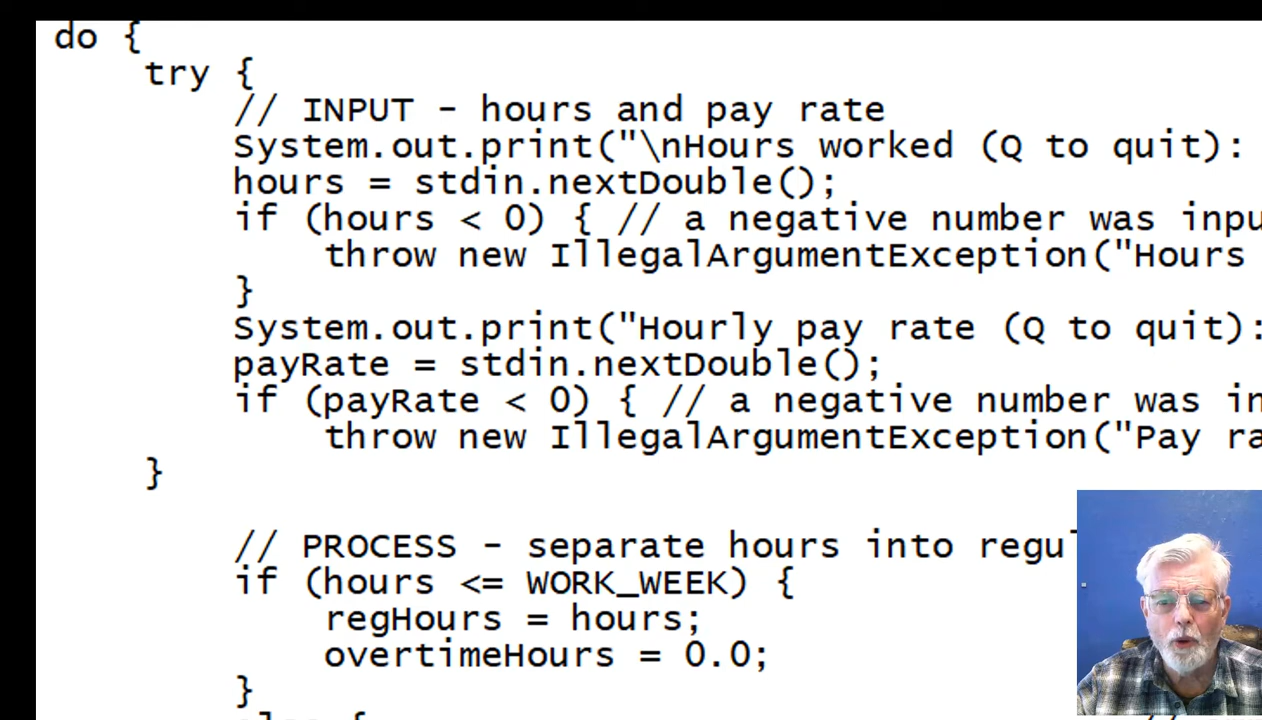 do {
try {
// INPUT - hours and pay rate
System.out.print("\nHours worked (Q to quit):
hours = stdin.nextDouble();
if (hours < 0) { // a negative number was inpu
throw new IllegalArgumentException("Hours
}
System.out.print("Hourly pay rate (Q to quit):
payRate = stdin.nextDouble();
if (payRate < 0) { // a negative number was in
throw new IllegalArgumentException("Pay ra
}
// PROCESS - separate hours into regul
if (hours <= WORK_WEEK) {
regHours = hours;
overtimeHours = 0.0;
}
else {